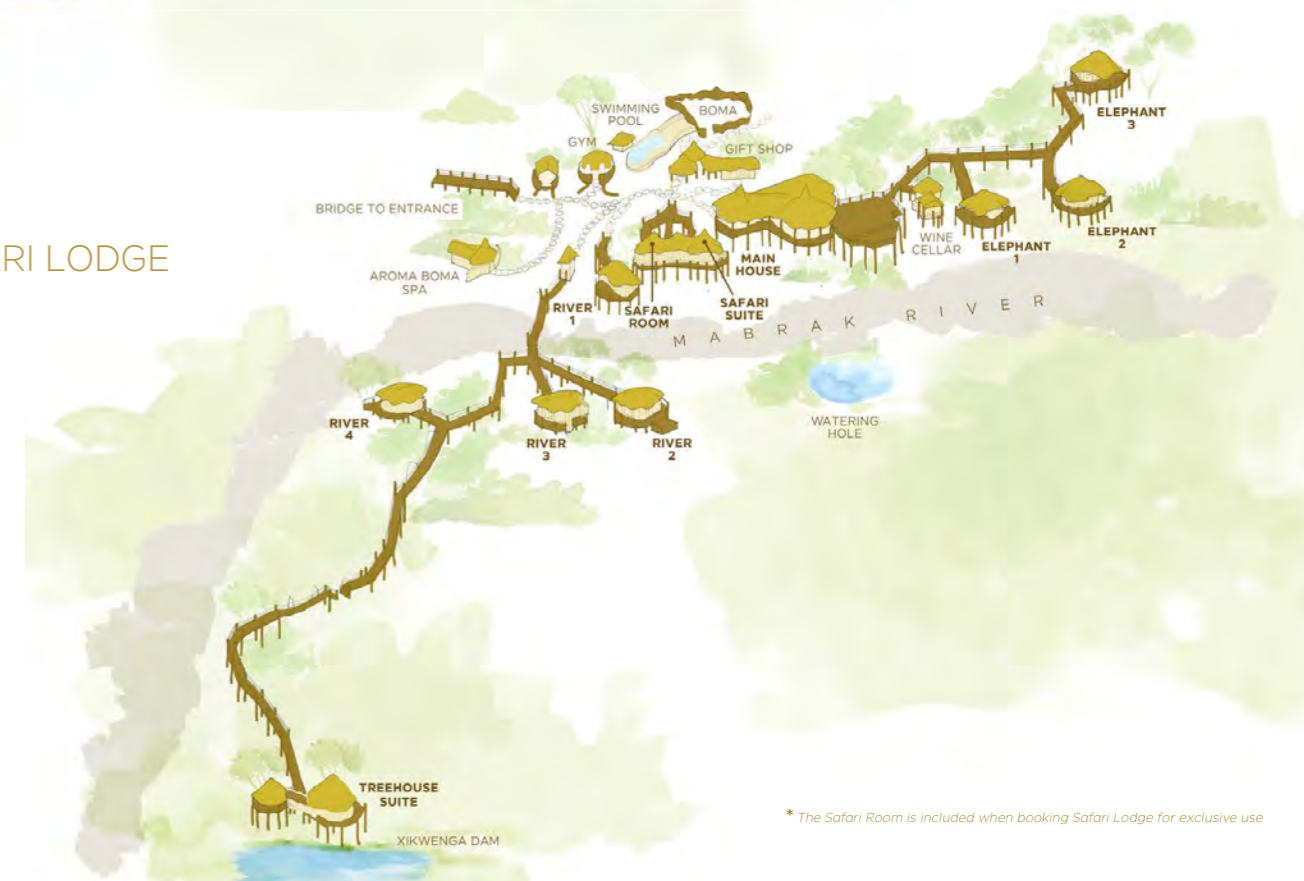 RI LODGE
ELEPHANT
3
SWIMMING
POOL
BOMA
GYM
GIFT SHOP
BRIDGE TO ENTRANCE
ELEPHANT
2
WINE
CELLAR
ELEPHANT
1
MAIN
HOUSE
AROMA BOMA
SPA
RIVER
1
SAFARI
ROOM
SAFARI
SUITE
MABRAK RIVER
WATERING
HOLE
RIVER
4
RIVER
3
RIVER
2
TREEHOUSE
SUITE
XIKWENGA DAM
* The Safari Room is included when booking Safari Lodge for exclusive use